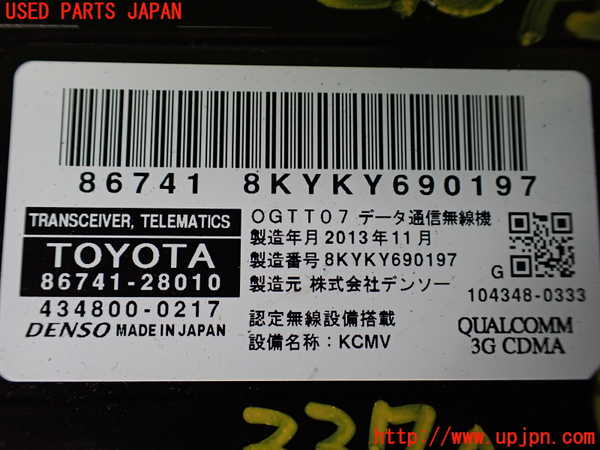 USED PARTS JAPAN
86741 8KYKY690197
TRANSCEIVER, TELEMATICS
TOYOTA
86741-28010
434800-0217
DENSO MADE IN JAPAN
OGTT07 データ通信無線機
製造年月 2013年11月
製造番号 8KYKY690197
製造元 株式会社デンソー
認定無線設備搭載
設備名称：KCMV
G
104348-0333
QUALCOMM
3G CDMA
http://www.upjpn.com/